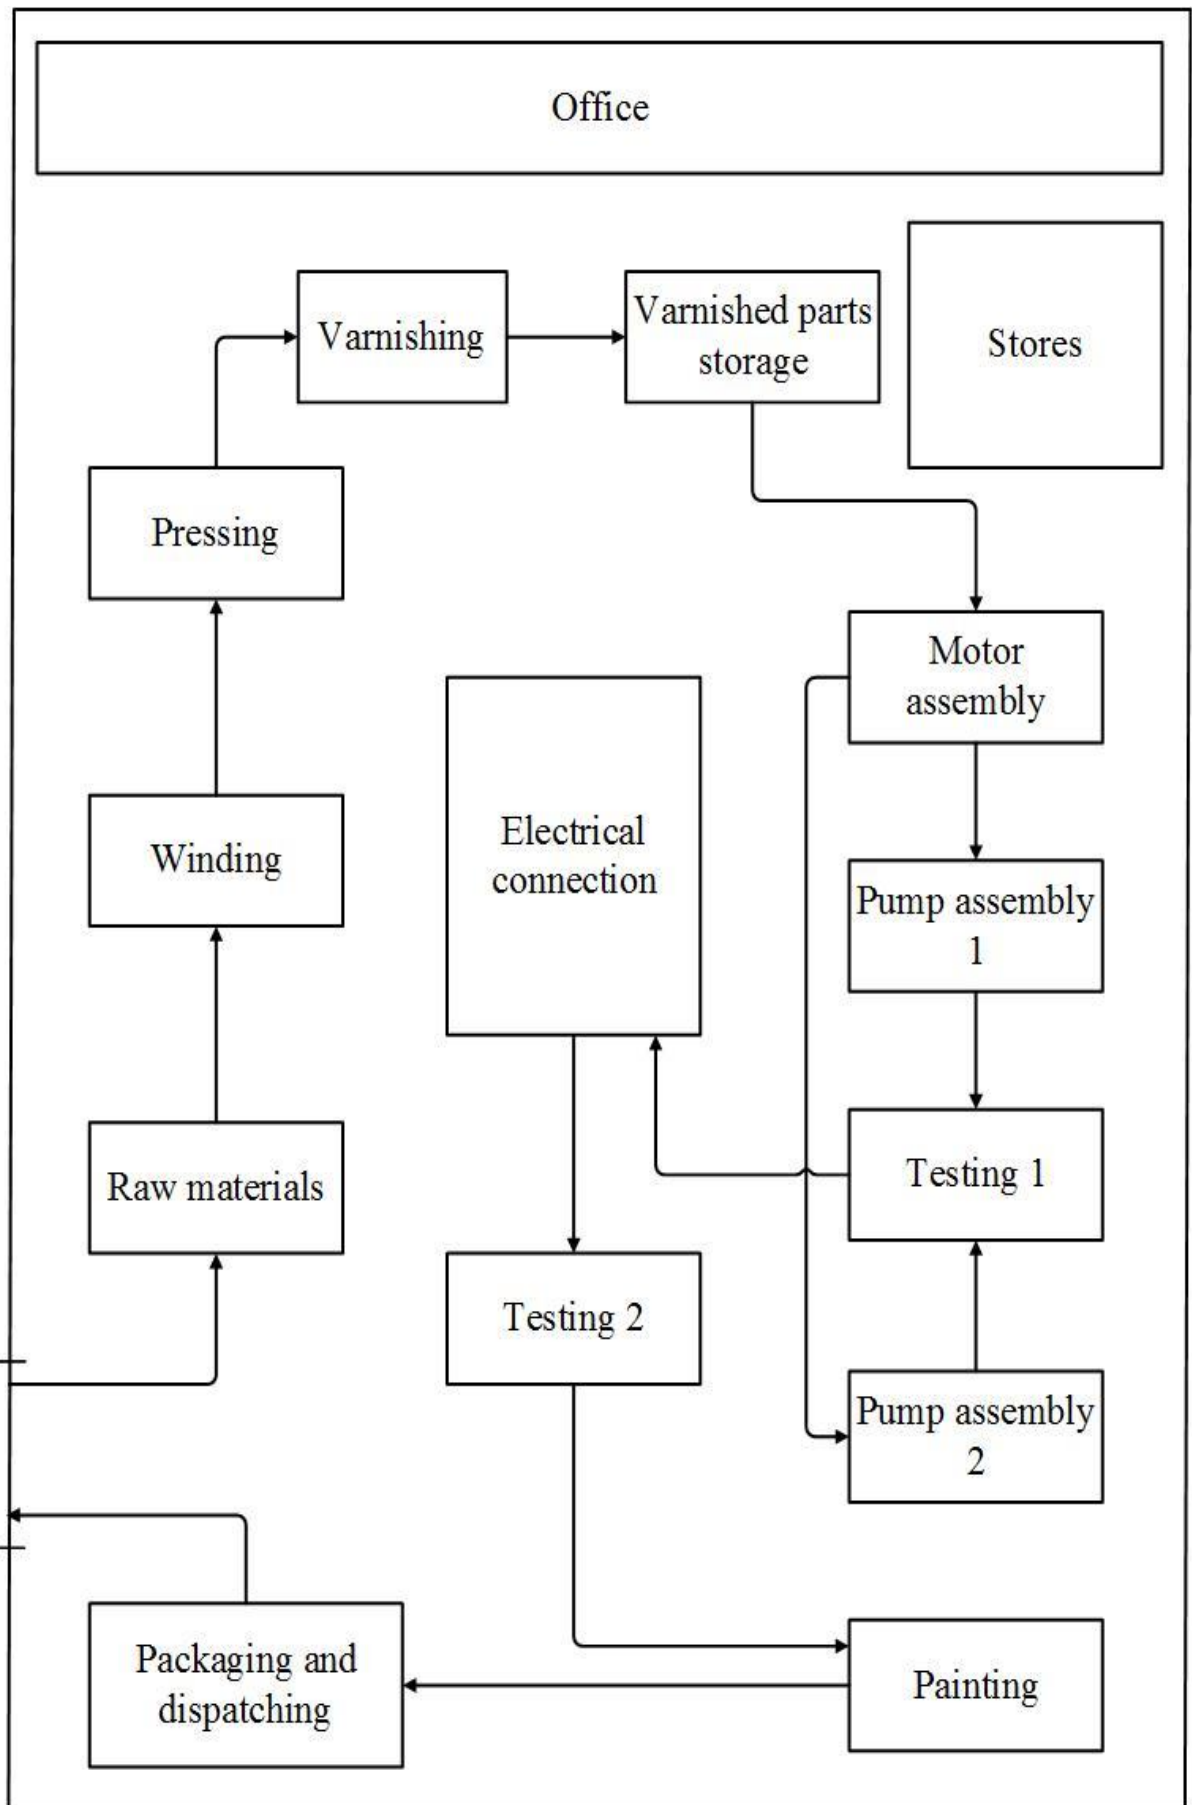 Office
Varnishing
Varnished parts
storage
Stores
Pressing
Motor
assembly
Electrical
connection
Winding
Pump assembly
1
Raw materials
Testing 1
Testing 2
Pump assembly
2
Packaging and
dispatching
Painting